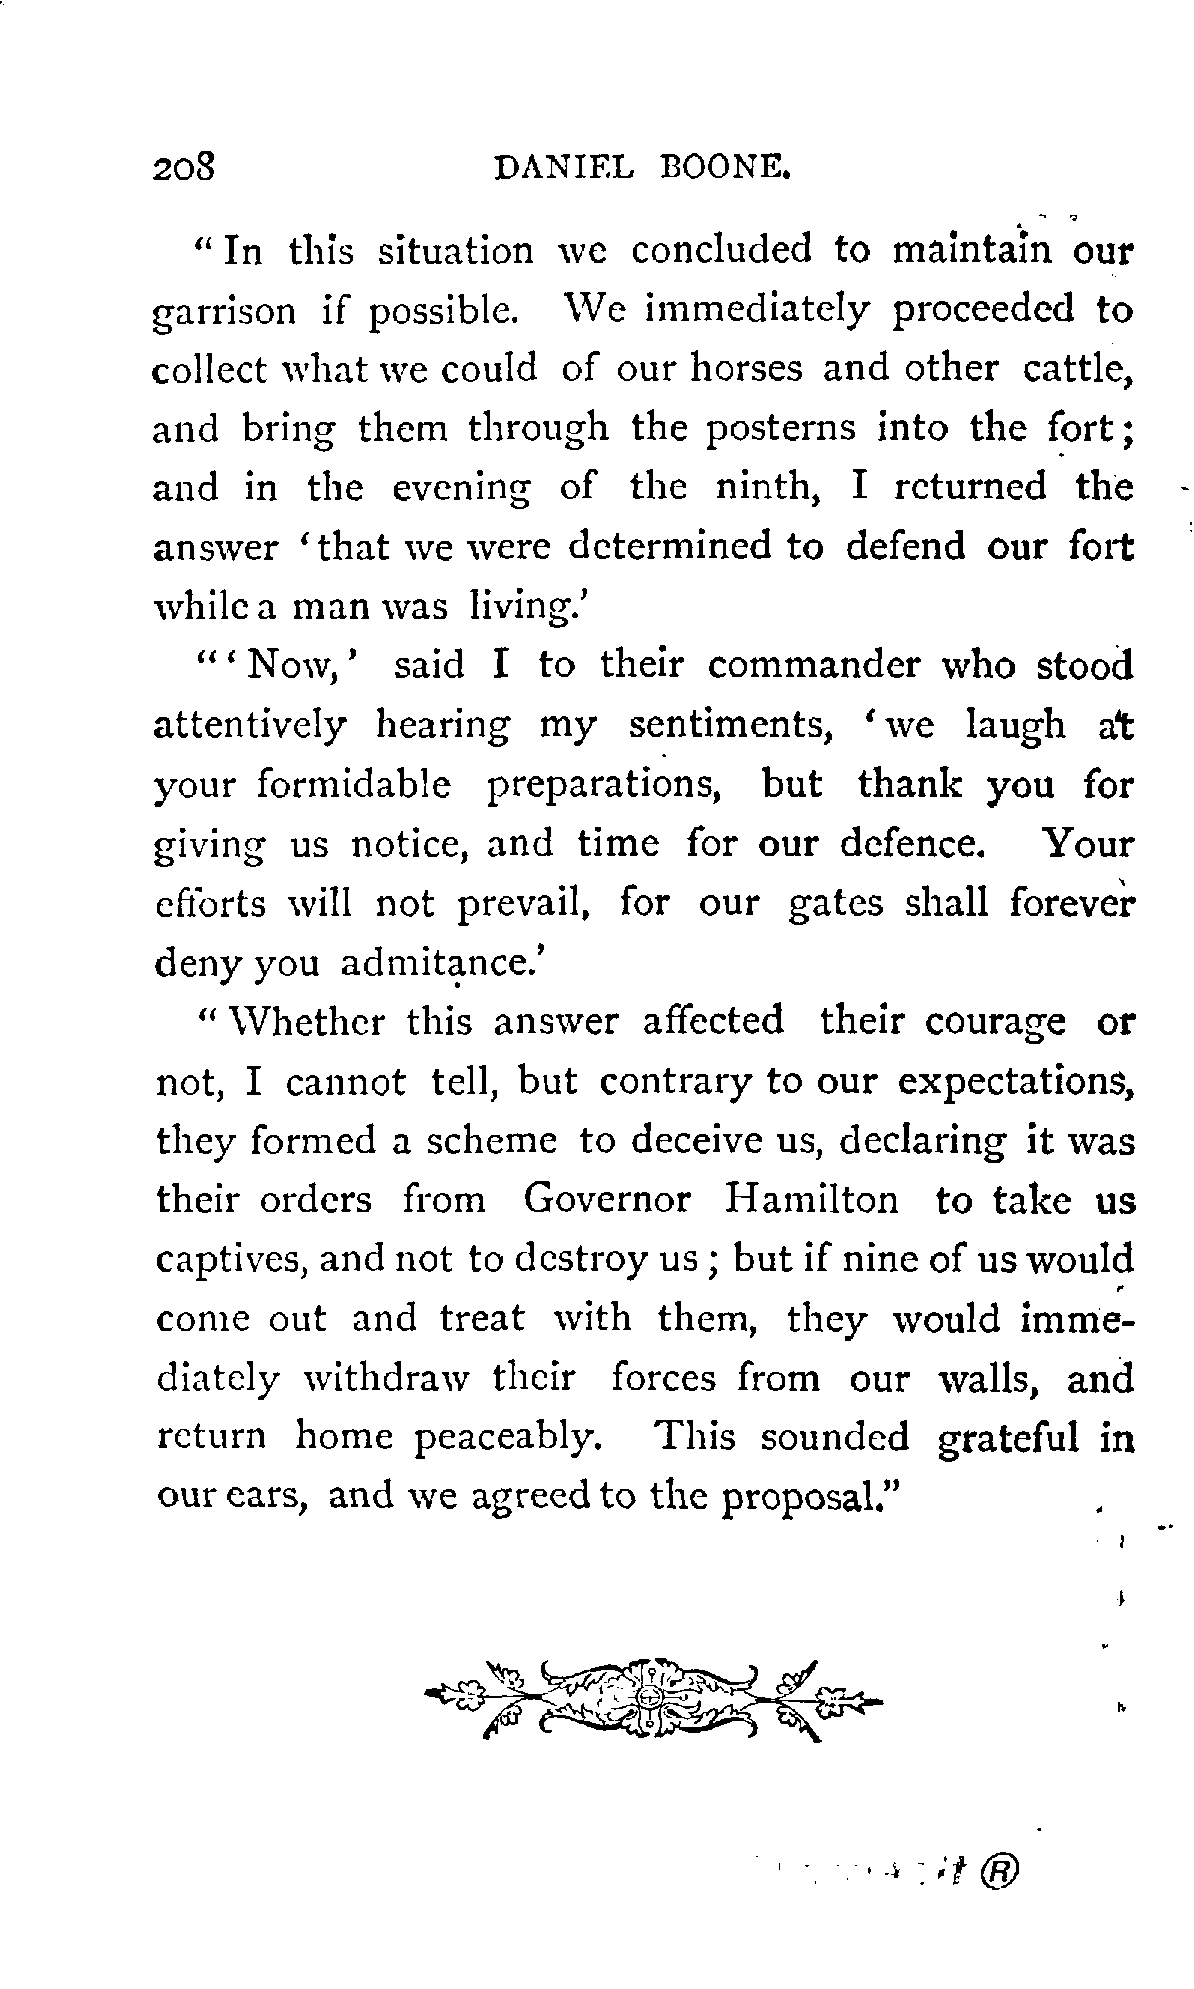 208 DANIEL BOONE.
“ In this situation we concluded to maintain our
garrison if possible. We immediately proceeded to
collect what we could of our horses and other cattle,
and bring them through the posterns into the fort ;
and in the evening of the ninth, I returned the
answer ‘ that we were determined to defend our fort
while a man was living.’
“ ‘ Now, ’ said I to their commander who stood
attentively hearing my sentiments, ‘ we laugh at
your formidable preparations, but thank you for
giving us notice, and time for our defence. Your
efforts will not prevail, for our gates shall forever
deny you admitance.’
“ Whether this answer affected their courage or
not, I cannot tell, but contrary to our expectations,
they formed a scheme to deceive us, declaring it was
their orders from Governor Hamilton to take us
captives, and not to destroy us ; but if nine of us would
come out and treat with them, they would imme-
diately withdraw their forces from our walls, and
return home peaceably. This sounded grateful in
our ears, and we agreed to the proposal.”
®